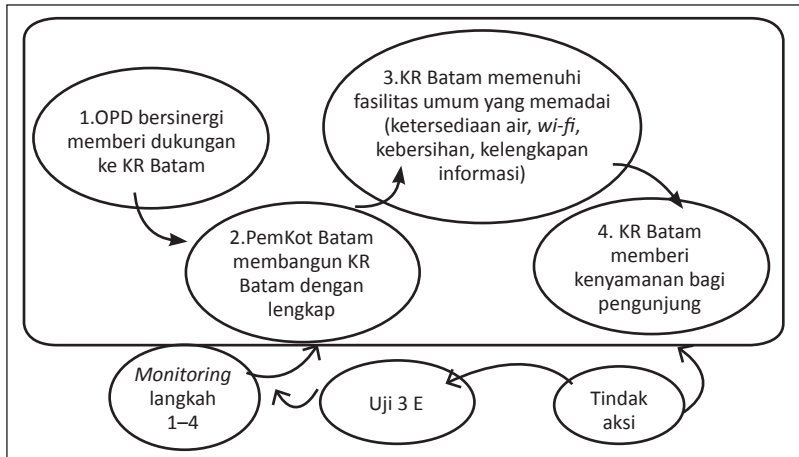 1.OPD bersinergi
memberi dukungan
ke KR Batam
2.PemKot Batam
membangun KR
Batam dengan
lengkap
3.KR Batam memenuhi
fasilitas umum yang memadai
(ketersediaan air, wi-fi,
kebersihan, kelengkapan
informasi)
4. KR Batam
memberi
kenyamanan bagi
pengunjung
Monitoring
langkah
1–4
Uji 3 E
Tindak
aksi